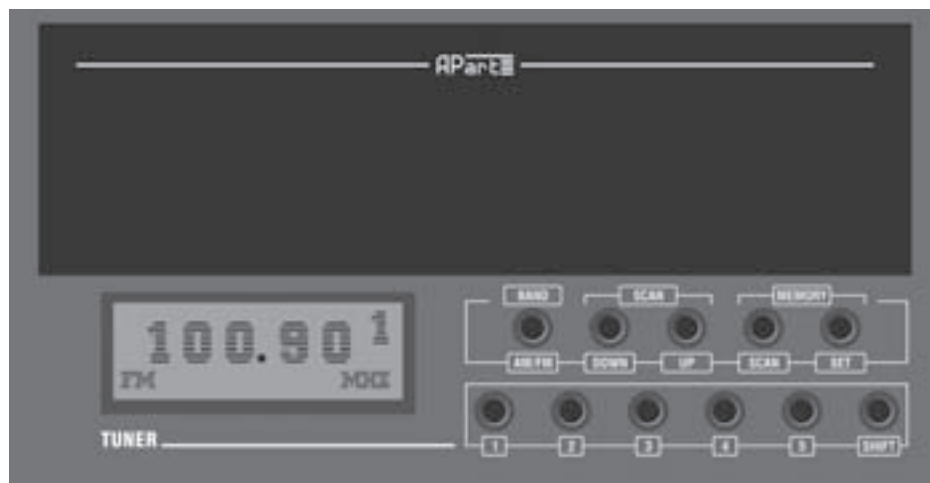 APart
100.90 1
FM MHZ
TUNER
BAND SCAN MEMORY
AM/FM DOWN UP SCAN SET
1 2 3 4 5 SHIFT